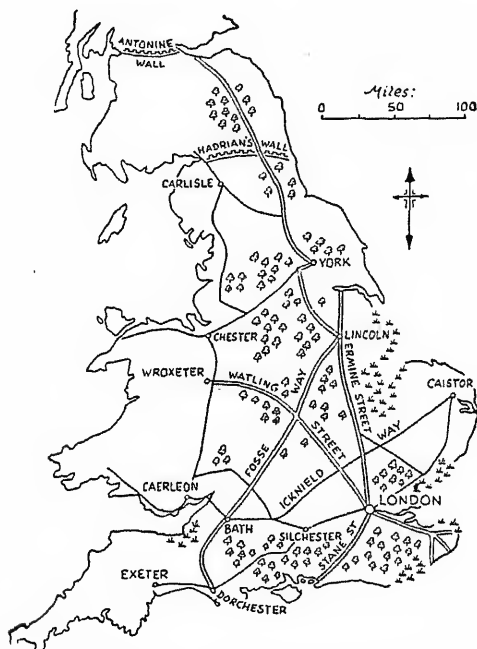 ANTONINE
WALL
Miles:
0 50 100
HADRIAN'S WALL
CARLISLE
YORK
CHESTER
LINCOLN
WROXETER
WATLING STREET
FOSSE WAY
ERMINE STREET
CAISTOR
ICKNIELD WAY
CAERLEON
LONDON
BATH
SILCHESTER
STANE ST
EXETER
DORCHESTER